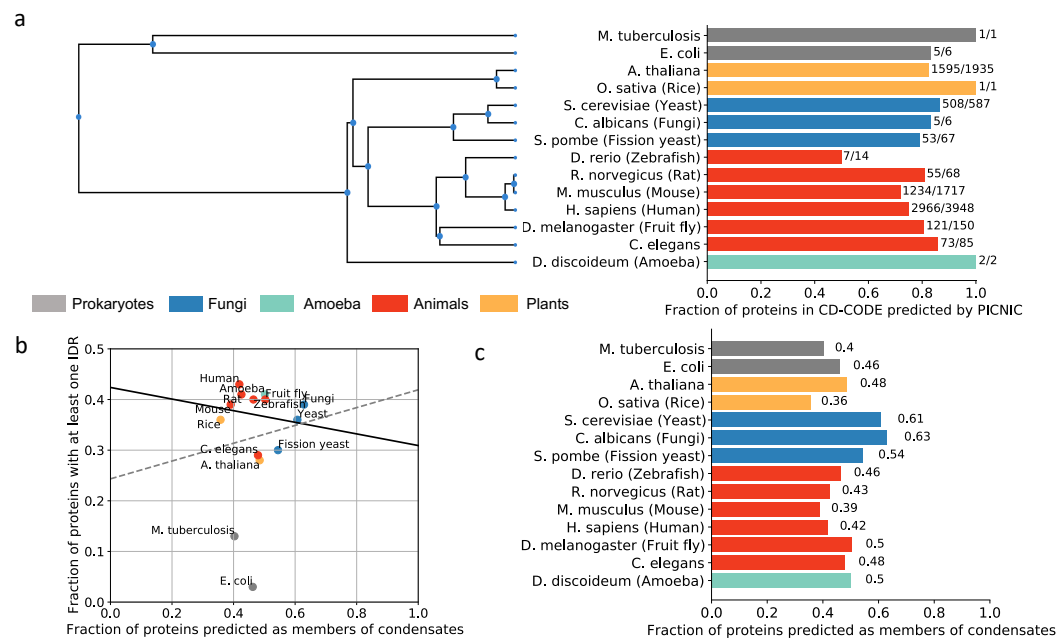 a
M. tuberculosis
1/1
E. coli
5/6
A. thaliana
1595/1935
O. sativa (Rice)
1/1
S. cerevisiae (Yeast)
508/587
C. albicans (Fungi)
5/6
S. pombe (Fission yeast)
53/67
D. rerio (Zebrafish)
7/14
R. norvegicus (Rat)
55/68
M. musculus (Mouse)
1234/1717
H. sapiens (Human)
2966/3948
D. melanogaster (Fruit fly)
121/150
C. elegans
73/85
D. discoideum (Amoeba)
2/2
0.0 0.2 0.4 0.6 0.8 1.0
Fraction of proteins in CD-CODE predicted by PICNIC
Prokaryotes Fungi Amoeba Animals Plants
b
Fraction of proteins with at least one IDR
0.5
0.4
0.3
0.2
0.1
0.0
Human
Amoeba
Rat
Fruit fly
Zebrafish
Fungi
Mouse
Yeast
Rice
C. elegans
Fission yeast
A. thaliana
M. tuberculosis
E. coli
0.0 0.2 0.4 0.6 0.8 1.0
Fraction of proteins predicted as members of condensates
c
M. tuberculosis
0.4
E. coli
0.46
A. thaliana
0.48
O. sativa (Rice)
0.36
S. cerevisiae (Yeast)
0.61
C. albicans (Fungi)
0.63
S. pombe (Fission yeast)
0.54
D. rerio (Zebrafish)
0.46
R. norvegicus (Rat)
0.43
M. musculus (Mouse)
0.39
H. sapiens (Human)
0.42
D. melanogaster (Fruit fly)
0.5
C. elegans
0.48
D. discoideum (Amoeba)
0.5
0.0 0.2 0.4 0.6 0.8 1.0
Fraction of proteins predicted as members of condensates